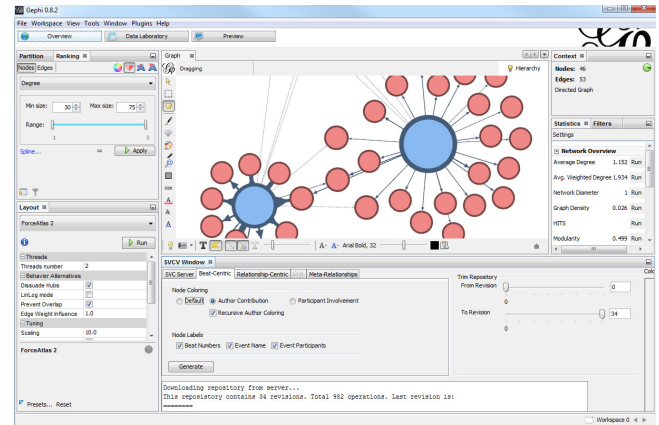 Gephi 0.8.2
File Workspace View Tools Window Plugins Help
Overview
Data Laboratory
Preview
Partition Ranking
Nodes Edges
Degree
Min size: 30 Max size: 75
Range:
Spline...
Apply
Layout
ForceAtlas 2
Run
Threads
Threads number 2
Behavior Alternatives
Dissuade Hubs
LinLog mode
Prevent Overlap
Edge Weight Influence 1.0
Tuning
Scaling 10.0
ForceAtlas 2
Presets... Reset
Graph
Dragging
Hierarchy
A- A- Arial Bold, 32
Context
Nodes: 46
Edges: 53
Directed Graph
Statistics Filters
Settings
Network Overview
Average Degree 1.152 Run
Avg. Weighted Degree 1.934 Run
Network Diameter 1 Run
Graph Density 0.026 Run
HITS Run
Modularity 0.499 Run
SVCV Window
SVC Server Beat-Centric Relationship-Centric Meta-Relationships
Node Coloring
Default Author Contribution Participant Involvement
Recursive Author Coloring
Node Labels
Beat Numbers Event Name Event Participants
Generate
Trim Repository
From Revision 0
0
To Revision 34
0
Colo
Downloading repository from server...
This repository contains 34 revisions. Total 982 operations. Last revision is:
========
Workspace 0